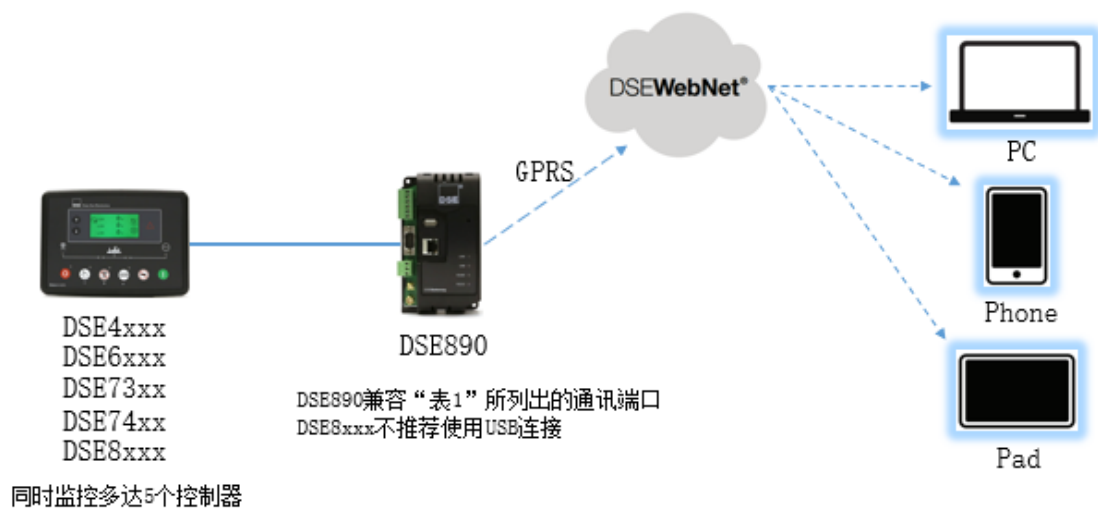 DSEWebNet®
PC
GPRS
DSE
Phone
DSE4xxx
DSE6xxx
DSE73xx
DSE74xx
DSE8xxx
同时监控多达5个控制器
DSE890
DSE890兼容“表1”所列出的通讯端口
DSE8xxx不推荐使用USB连接
Pad